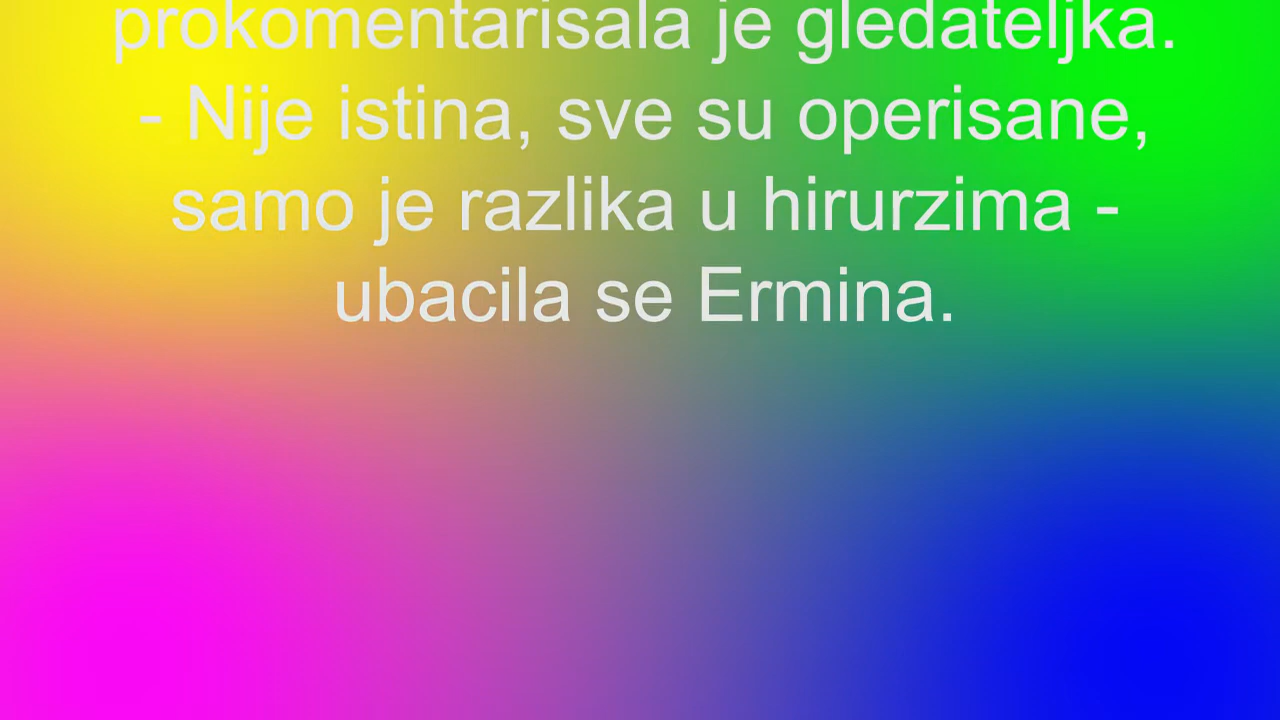 prokomentarisala je gledateljka.
- Nije istina, sve su operisane,
samo je razlika u hirurzima -
ubacila se Ermina.